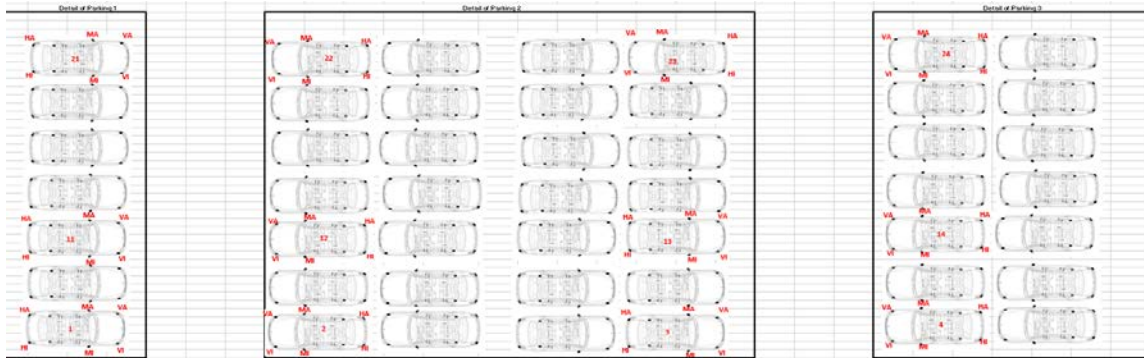 Detail of Parking 1
HA MA VA
21
HI MI VI
HA MA VA
11
HI MI VI
HA MA VA
1
HI MI VI
Detail of Parking 2
VA MA HA
22
VI MI HI
VA MA HA
23
VI MI HI
VA MA HA
12
VI MI HI
HA MA VA
13
HI MI VI
VA MA HA
2
VI MI HI
HA MA VA
3
HI MI VI
Detail of Parking 3
VA MA HA
24
VI MI HI
VA MA HA
14
VI MI HI
VA MA HA
4
VI MI HI